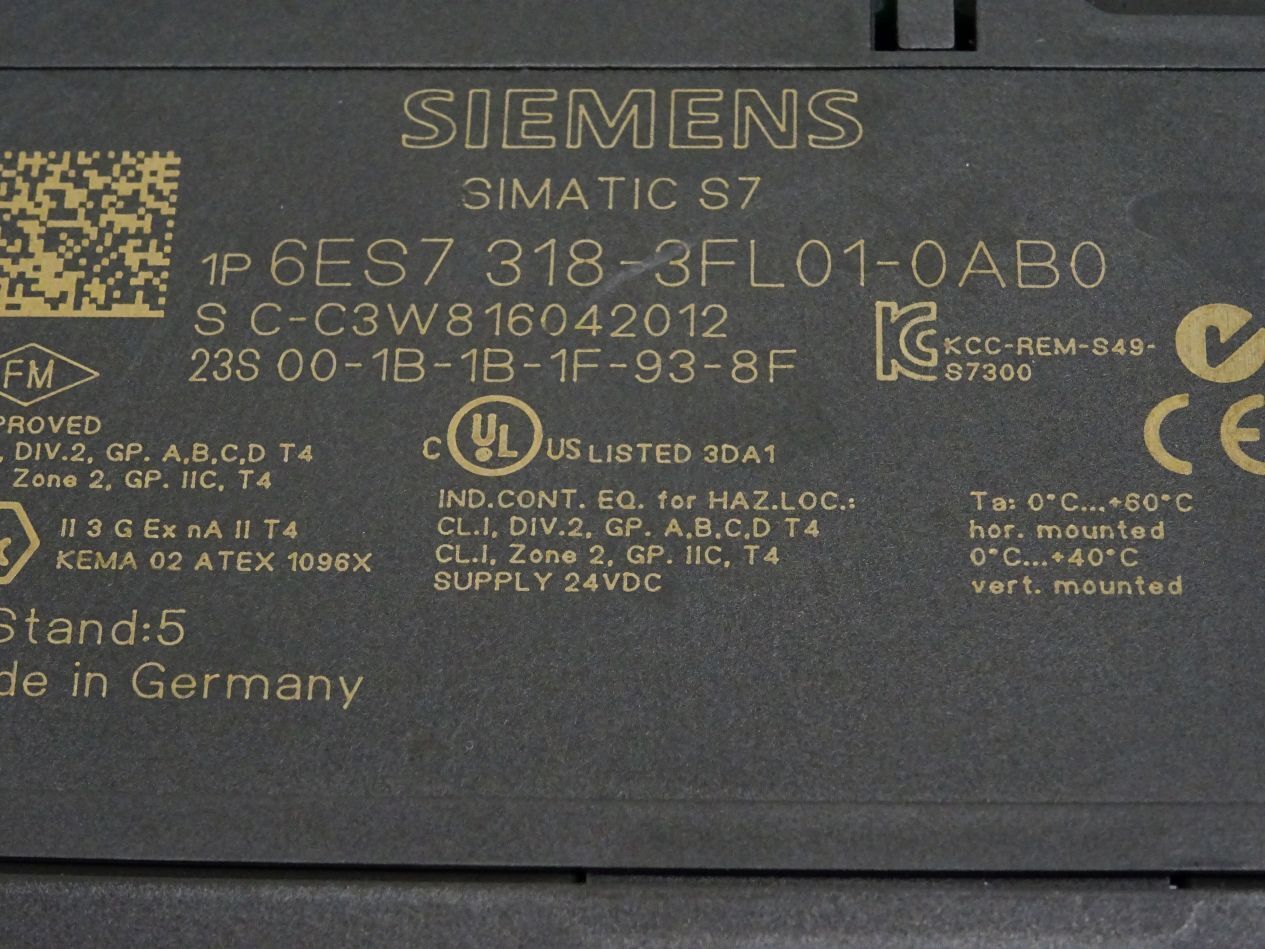 SIEMENS
SIMATIC S7
1P 6ES7 318-3FL01-0AB0
S C-C3W816042012
23S 00-1B-1B-1F-93-8F
KC KCC-REM-S49-
S7300
FM
PROVED
, DIV.2, GP. A,B,C,D T4
Zone 2, GP. IIC, T4
II 3 G Ex nA II T4
KEMA 02 ATEX 1096X
C UL US LISTED 3DA1
IND.CONT. EQ. for HAZ.LOC.:
CL.I, DIV.2, GP. A,B,C,D T4
CL.I, Zone 2, GP. IIC, T4
SUPPLY 24VDC
CE
Ta: 0°C...+60°C
hor. mounted
0°C...+40°C
vert. mounted
Stand:5
de in Germany